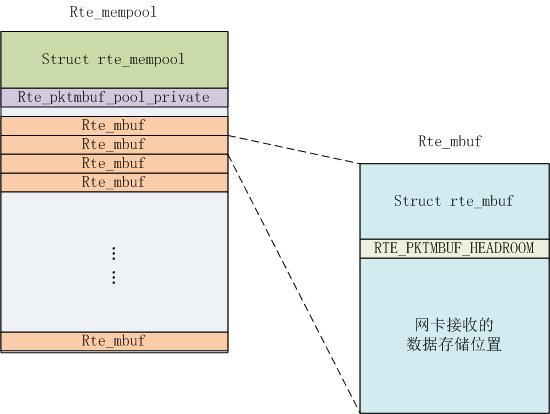 Rte_mempool
Struct rte_mempool
Rte_pktmbuf_pool_private
Rte_mbuf
Rte_mbuf
Rte_mbuf
Rte_mbuf
Rte_mbuf
Rte_mbuf
Struct rte_mbuf
RTE_PKTMBUF_HEADROOM
网卡接收的
数据存储位置